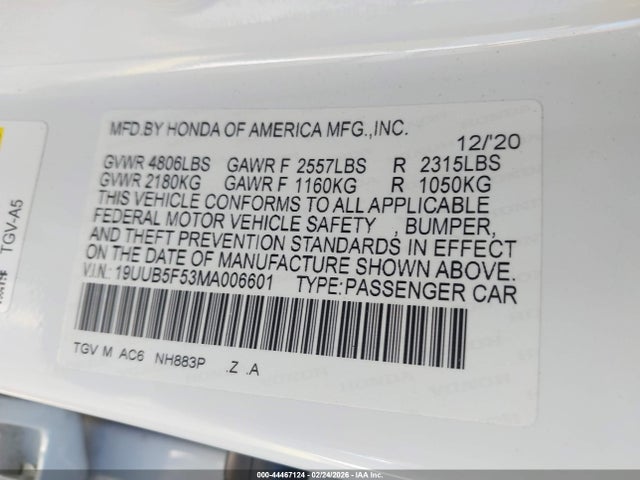 MFD.BY HONDA OF AMERICA MFG.,INC.
12/'20
GVWR 4806LBS GAWR F 2557LBS R 2315LBS
GVWR 2180KG GAWR F 1160KG R 1050KG
THIS VEHICLE CONFORMS TO ALL APPLICABLE
FEDERAL MOTOR VEHICLE SAFETY , BUMPER,
AND THEFT PREVENTION STANDARDS IN EFFECT
ON THE DATE OF MANUFACTURE SHOWN ABOVE.
V.I.N.: 19UUB5F53MA006601 TYPE:PASSENGER CAR
TGV M AC6 NH883P .Z .A
TGV-A5
000-44467124 - 02/24/2026 - IAA Inc.